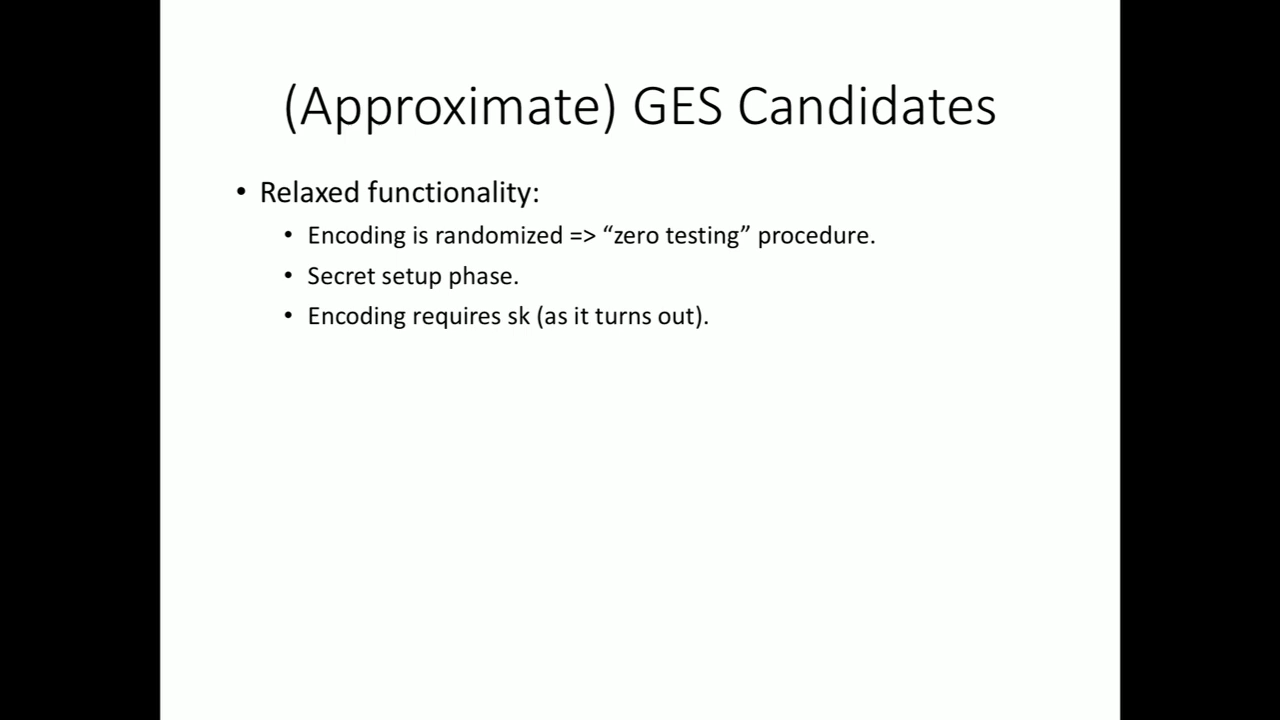 (Approximate) GES Candidates
• Relaxed functionality:
• Encoding is randomized => “zero testing” procedure.
• Secret setup phase.
• Encoding requires sk (as it turns out).